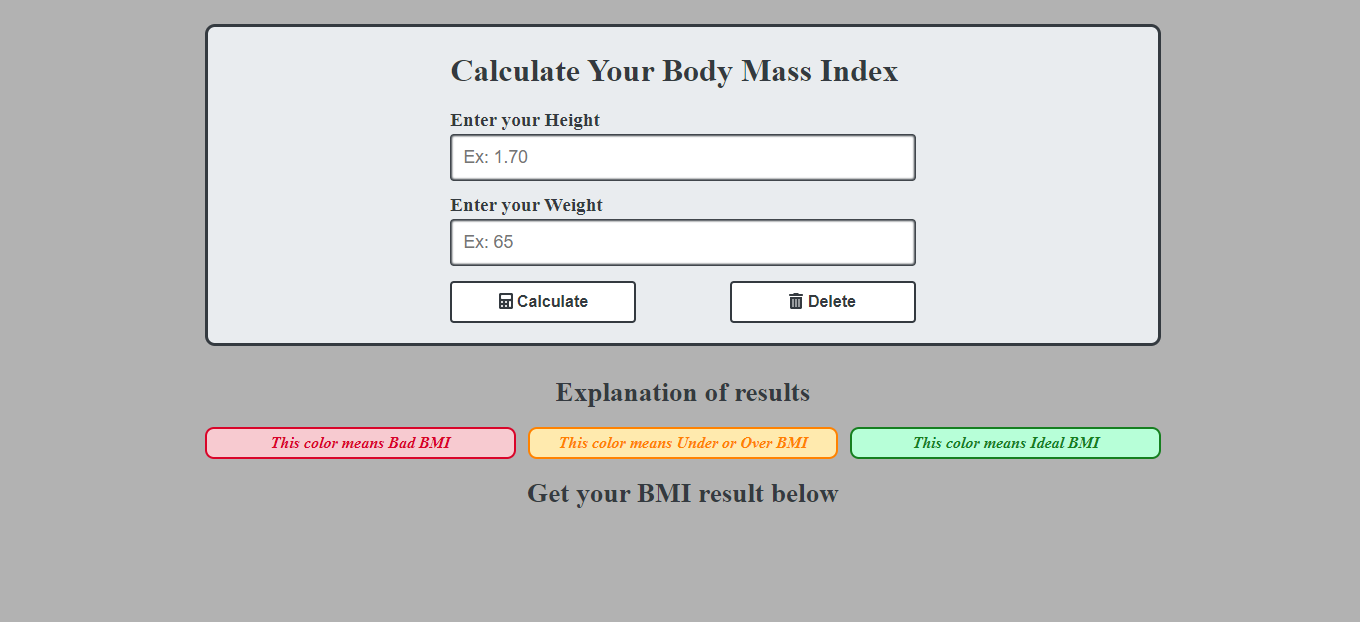 Calculate Your Body Mass Index
Enter your Height
Ex: 1.70
Enter your Weight
Ex: 65
Calculate
Delete
Explanation of results
This color means Bad BMI
This color means Under or Over BMI
This color means Ideal BMI
Get your BMI result below